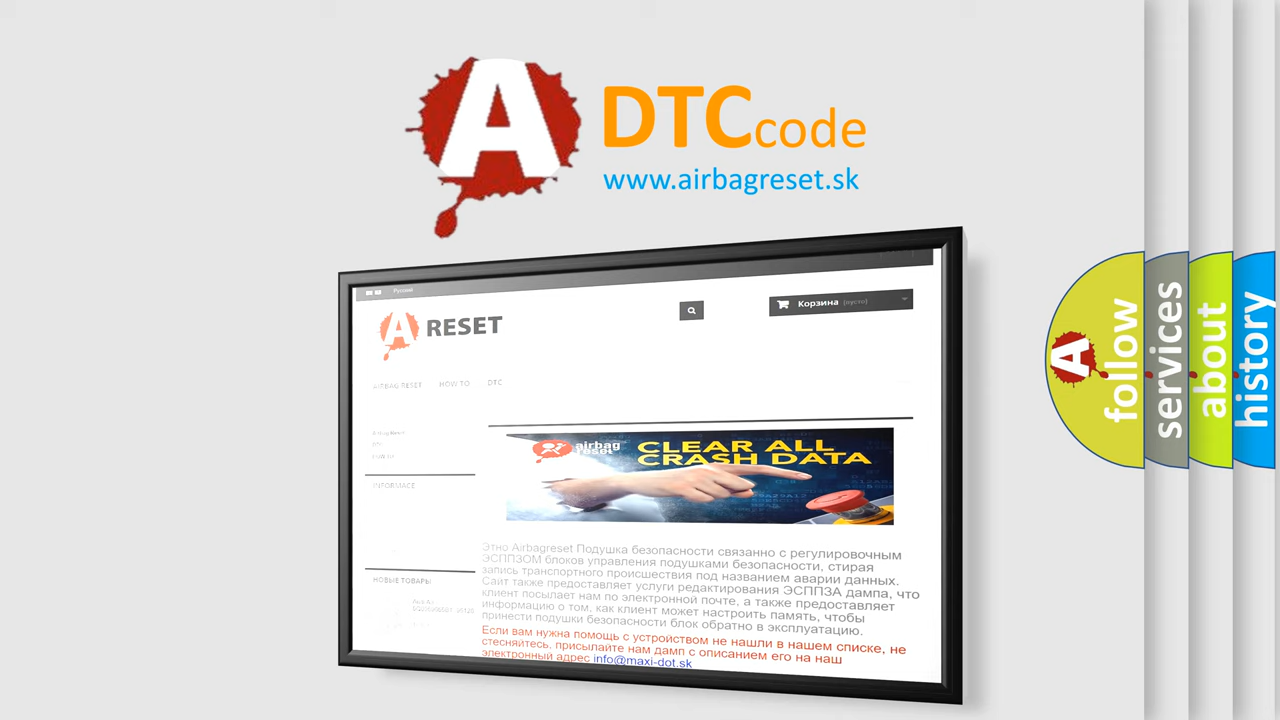 A DTCcode
www.airbagreset.sk
Русский
A RESET
Корзина (пусто)
AIRBAG RESET HOW TO DTC
INFORMACE
airbag
reset
CLEAR ALL
CRASH DATA
Этно Airbagreset Подушка безопасности связанно с регулировочным
ЭСППЗОМ блоков управления подушками безопасности, стирая
запись транспортного происшествия под названием аварии данных.
Сайт также предоставляет услуги редактирования ЭСППЗА дампа, что
клиент посылает нам по электронной почте, а также предоставляет
информацию о том, как клиент может настроить память, чтобы
принести подушки безопасности блок обратно в эксплуатацию.
Если вам нужна помощь с устройством не нашли в нашем списке, не
стесняйтесь, присылайте нам дамп с описанием его на наш
электронный адрес info@maxi-dot.sk
НОВЫЕ ТОВАРЫ
A follow
services
about
history